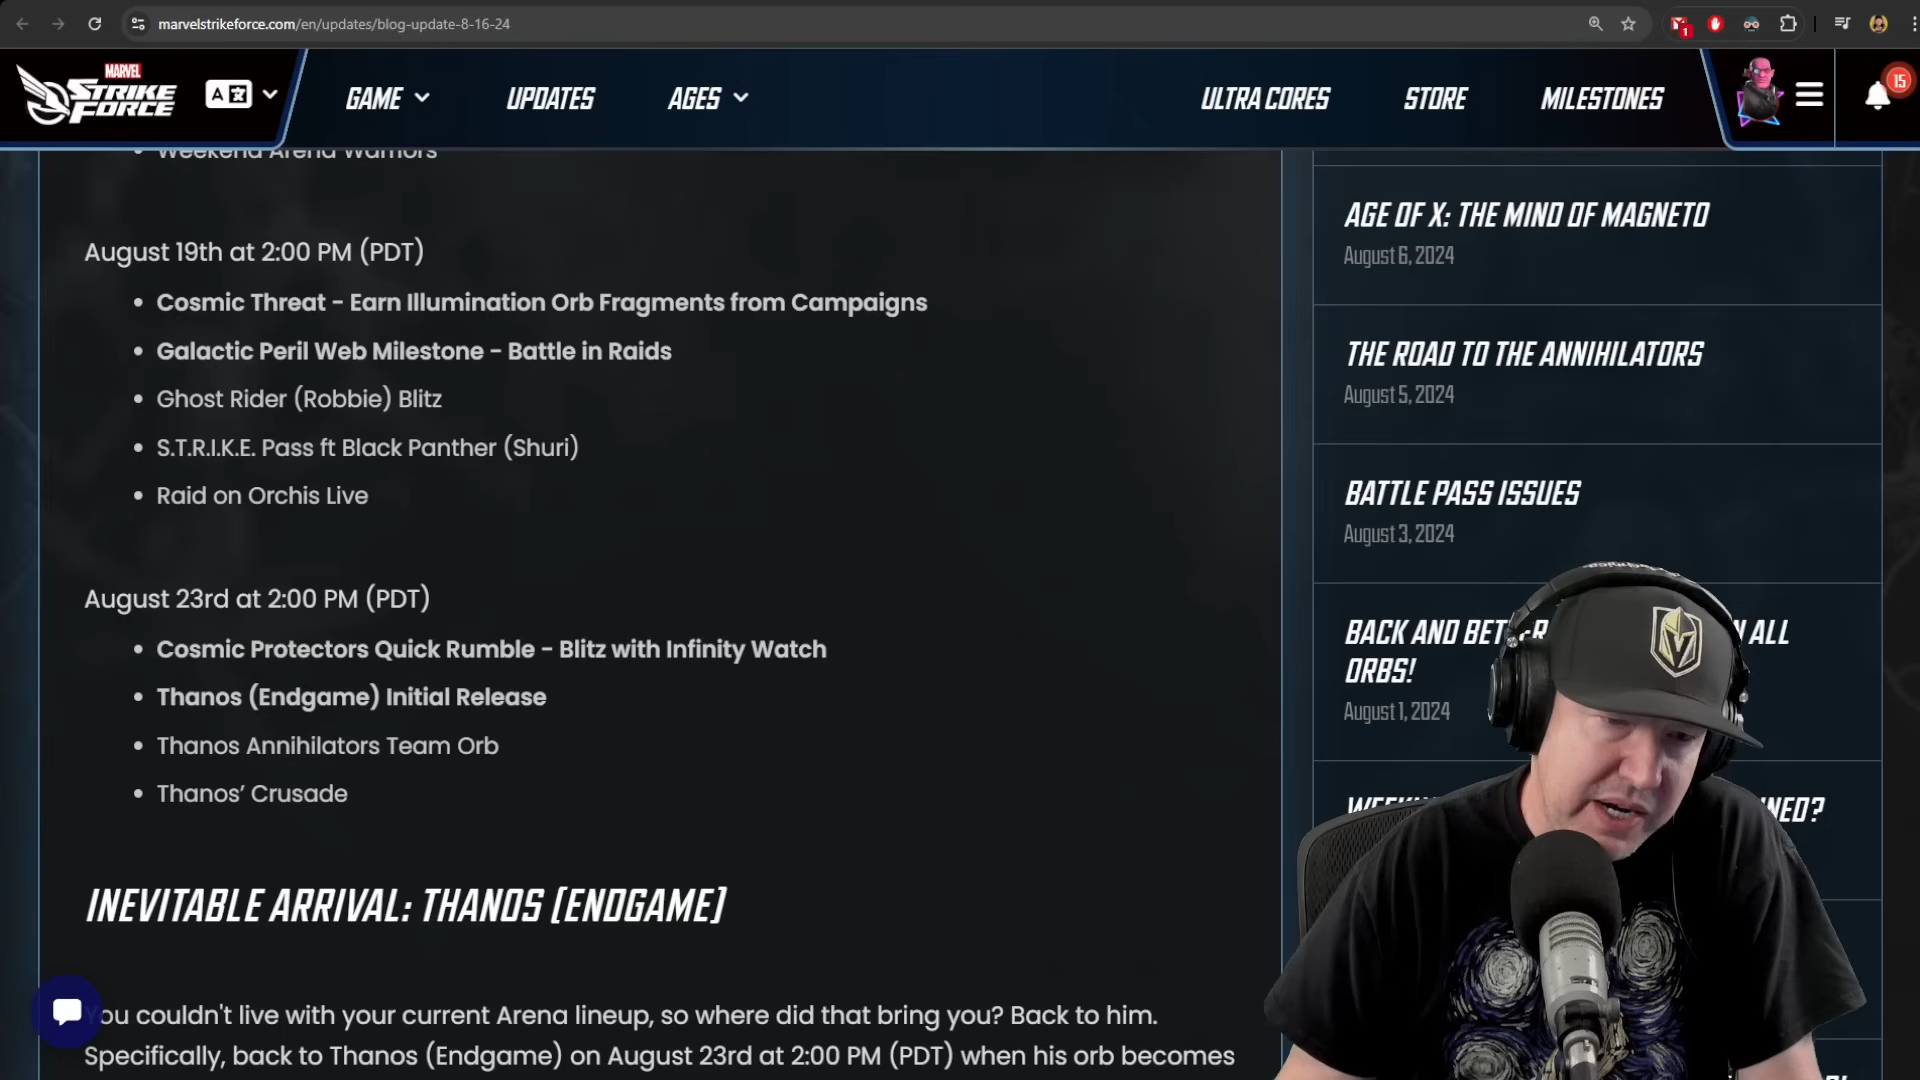 marvelstrikeforce.com/en/updates/blog-update-8-16-24
1
MARVEL
STRIKE
FORCE
A
GAME
UPDATES
AGES
ULTRA CORES
STORE
MILESTONES
15
Weekend Arena Warriors
August 19th at 2:00 PM (PDT)
• Cosmic Threat - Earn Illumination Orb Fragments from Campaigns
• Galactic Peril Web Milestone - Battle in Raids
• Ghost Rider (Robbie) Blitz
• S.T.R.I.K.E. Pass ft Black Panther (Shuri)
• Raid on Orchis Live
August 23rd at 2:00 PM (PDT)
• Cosmic Protectors Quick Rumble - Blitz with Infinity Watch
• Thanos (Endgame) Initial Release
• Thanos Annihilators Team Orb
• Thanos’ Crusade
INEVITABLE ARRIVAL: THANOS [ENDGAME]
You couldn't live with your current Arena lineup, so where did that bring you? Back to him.
Specifically, back to Thanos (Endgame) on August 23rd at 2:00 PM (PDT) when his orb becomes
AGE OF X: THE MIND OF MAGNETO
August 6, 2024
THE ROAD TO THE ANNIHILATORS
August 5, 2024
BATTLE PASS ISSUES
August 3, 2024
BACK AND ALL
ORBS!
August 1, 2024